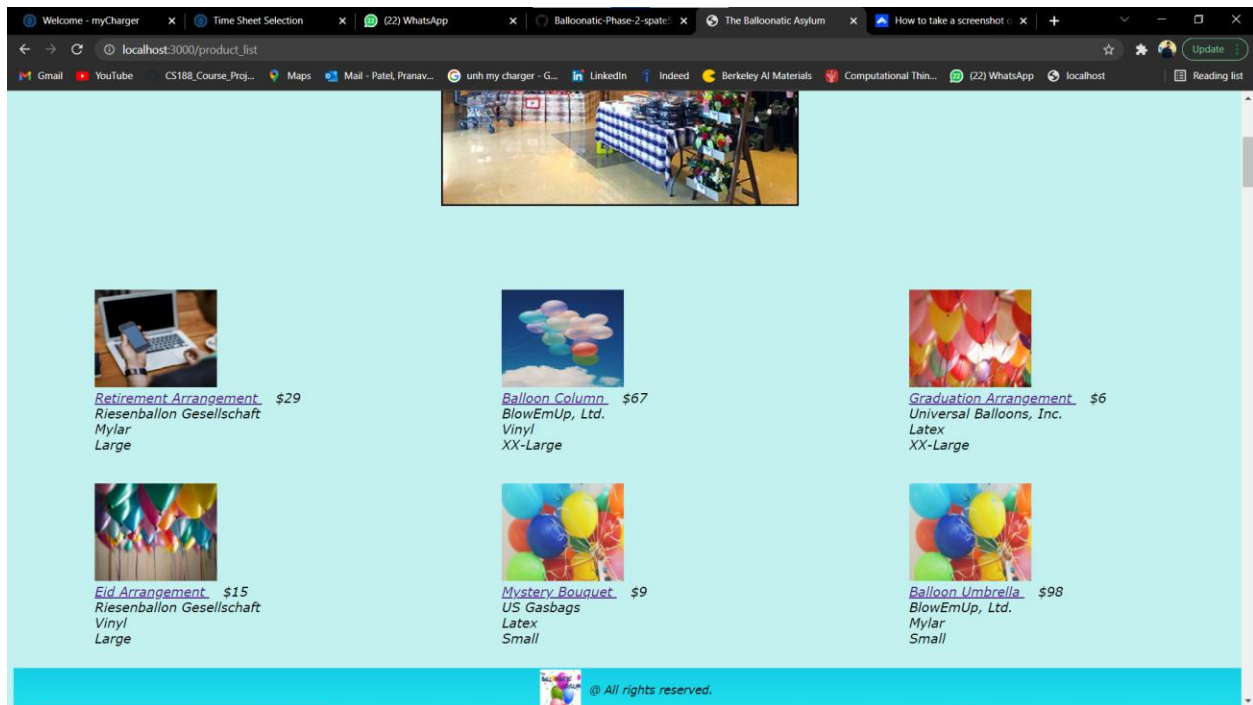 Welcome - myCharger
Time Sheet Selection
(22) WhatsApp
Balloonatic-Phase-2-spate
The Balloonatic Asylum
How to take a screenshot o
localhost:3000/product_list
Update
Gmail
YouTube
CS188_Course_Proj...
Maps
Mail - Patel, Pranav...
unh my charger - G...
LinkedIn
Indeed
Berkeley AI Materials
Computational Thin...
(22) WhatsApp
localhost
Reading list
Retirement Arrangement $29
Riesenballon Gesellschaft
Mylar
Large
Balloon Column $67
BlowEmUp, Ltd.
Vinyl
XX-Large
Graduation Arrangement $6
Universal Balloons, Inc.
Latex
XX-Large
Eid Arrangement $15
Riesenballon Gesellschaft
Vinyl
Large
Mystery Bouquet $9
US Gasbags
Latex
Small
Balloon Umbrella $98
BlowEmUp, Ltd.
Mylar
Small
@ All rights reserved.